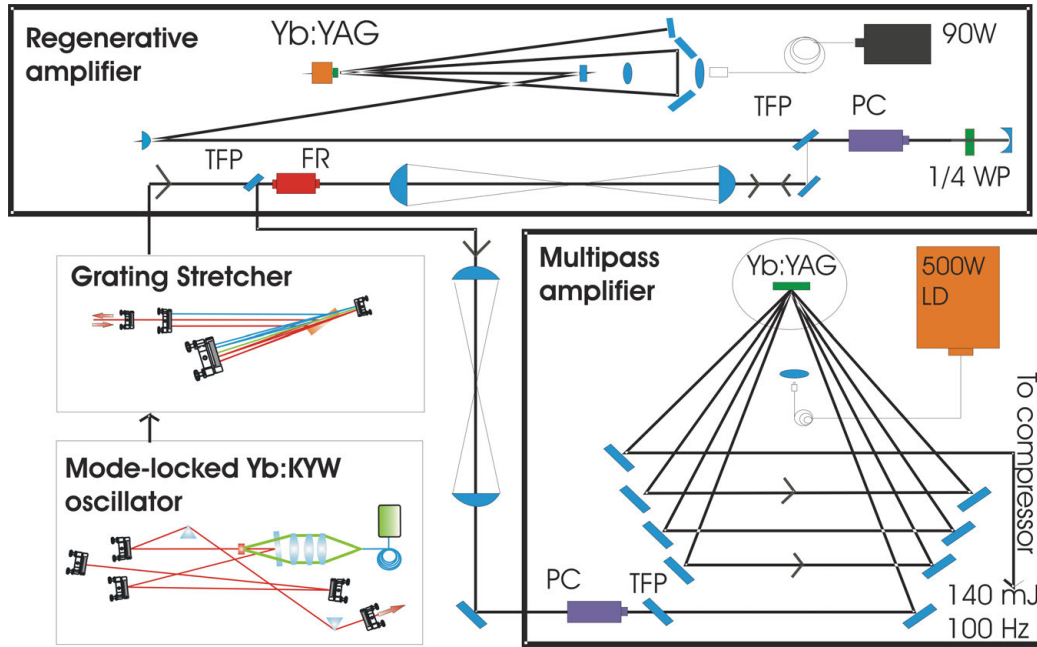 Regenerative
amplifier
Yb:YAG
90W
TFP
PC
TFP
FR
1/4 WP
Grating Stretcher
Multipass
amplifier
Yb:YAG
500W
LD
To compressor
Mode-locked Yb:KYW
oscillator
PC
TFP
140 mJ
100 Hz